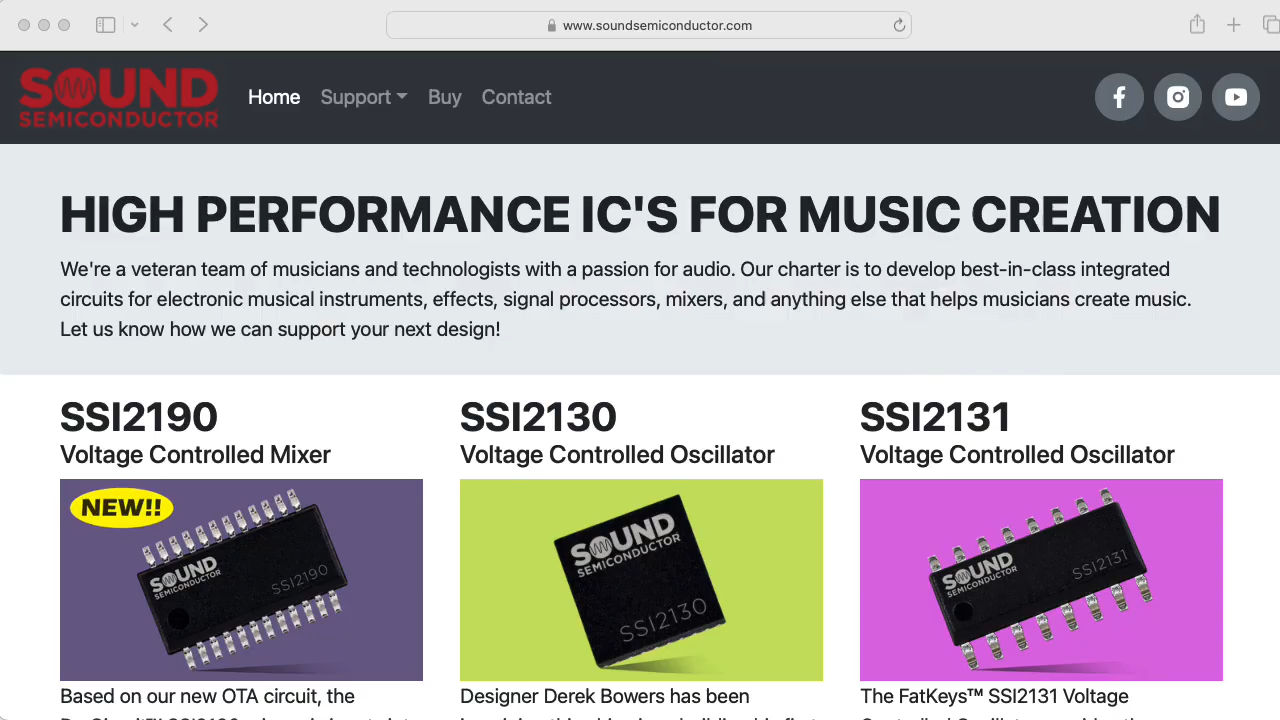 www.soundsemiconductor.com
SOUND
SEMICONDUCTOR
Home Support Buy Contact
HIGH PERFORMANCE IC'S FOR MUSIC CREATION
We're a veteran team of musicians and technologists with a passion for audio. Our charter is to develop best-in-class integrated
circuits for electronic musical instruments, effects, signal processors, mixers, and anything else that helps musicians create music.
Let us know how we can support your next design!
SSI2190
Voltage Controlled Mixer
NEW!!
SOUND
SEMICONDUCTOR
SSI2190
Based on our new OTA circuit, the
SSI2130
Voltage Controlled Oscillator
SOUND
SEMICONDUCTOR
SSI2130
Designer Derek Bowers has been
SSI2131
Voltage Controlled Oscillator
SOUND
SEMICONDUCTOR
SSI2131
The FatKeys™ SSI2131 Voltage